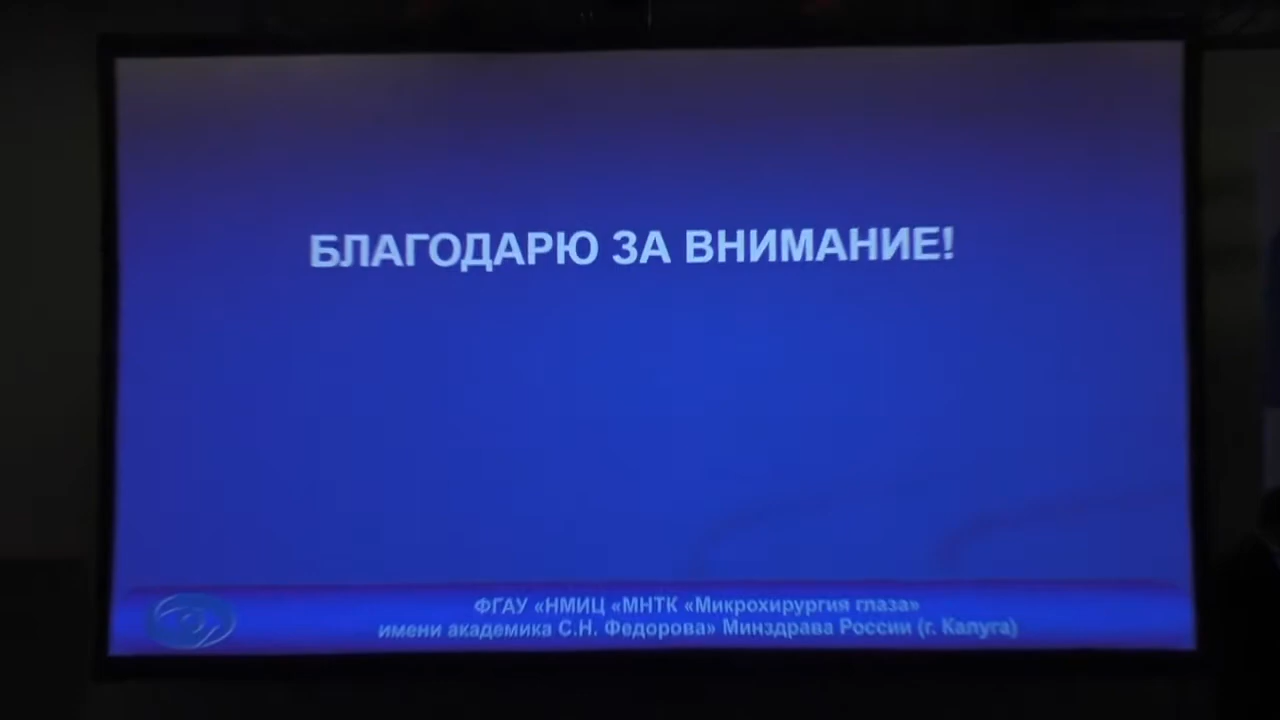 БЛАГОДАРЮ ЗА ВНИМАНИЕ!
ФГАУ «НМИЦ «МНТК «Микрохирургия глаза»
имени академика С.Н. Федорова» Минздрава России (г. Калуга)